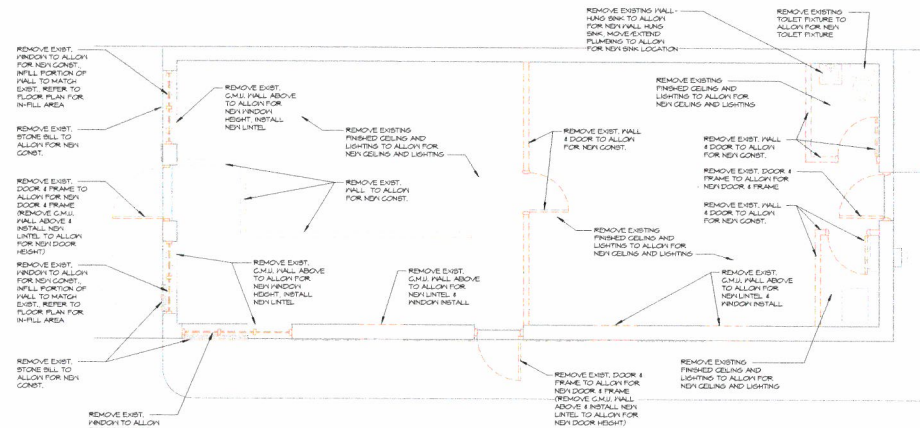 REMOVE EXISTING WALL-
HUNG SINK TO ALLOW
FOR NEW WALL HUNG
SINK, MOVE/EXTEND
PLUMBING TO ALLOW
FOR NEW SINK LOCATION
REMOVE EXISTING
TOILET FIXTURE TO
ALLOW FOR NEW
TOILET FIXTURE
REMOVE EXIST.
WINDOW TO ALLOW
FOR NEW CONST.,
INFILL PORTION OF
WALL TO MATCH
EXIST., REFER TO
FLOOR PLAN FOR
IN-FILL AREA
REMOVE EXIST.
C.M.U. WALL ABOVE
TO ALLOW FOR
NEW WINDOW
HEIGHT, INSTALL
NEW LINTEL
REMOVE EXISTING
FINISHED CEILING AND
LIGHTING TO ALLOW FOR
NEW CEILING AND LIGHTING
REMOVE EXIST. WALL
& DOOR TO ALLOW
FOR NEW CONST.
REMOVE EXISTING
FINISHED CEILING AND
LIGHTING TO ALLOW FOR
NEW CEILING AND LIGHTING
REMOVE EXIST.
STONE SILL TO
ALLOW FOR NEW
CONST.
REMOVE EXIST. WALL
& DOOR TO ALLOW
FOR NEW CONST.
REMOVE EXIST. DOOR &
FRAME TO ALLOW FOR
NEW DOOR & FRAME
REMOVE EXIST.
DOOR & FRAME TO
ALLOW FOR NEW
DOOR & FRAME
(REMOVE C.M.U.
WALL ABOVE &
INSTALL NEW
LINTEL TO ALLOW
FOR NEW DOOR
HEIGHT)
REMOVE EXIST.
WALL TO ALLOW
FOR NEW CONST.
REMOVE EXIST. WALL
& DOOR TO ALLOW
FOR NEW CONST.
REMOVE EXISTING
FINISHED CEILING AND
LIGHTING TO ALLOW FOR
NEW CEILING AND LIGHTING
REMOVE EXIST.
WINDOW TO ALLOW
FOR NEW CONST.,
INFILL PORTION OF
WALL TO MATCH
EXIST., REFER TO
FLOOR PLAN FOR
IN-FILL AREA
REMOVE EXIST.
C.M.U. WALL ABOVE
TO ALLOW FOR
NEW WINDOW
HEIGHT, INSTALL
NEW LINTEL
REMOVE EXIST.
C.M.U. WALL ABOVE
TO ALLOW FOR
NEW LINTEL &
WINDOW INSTALL
REMOVE EXIST.
C.M.U. WALL ABOVE
TO ALLOW FOR
NEW LINTEL &
WINDOW INSTALL
REMOVE EXIST.
STONE SILL TO
ALLOW FOR NEW
CONST.
REMOVE EXIST. DOOR &
FRAME TO ALLOW FOR
NEW DOOR & FRAME
(REMOVE C.M.U. WALL
ABOVE & INSTALL NEW
LINTEL TO ALLOW FOR
NEW DOOR HEIGHT)
REMOVE EXISTING
FINISHED CEILING AND
LIGHTING TO ALLOW FOR
NEW CEILING AND LIGHTING
REMOVE EXIST.
WINDOW TO ALLOW